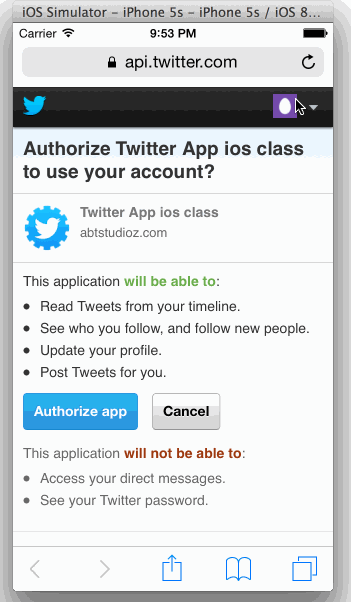 iOS Simulator – iPhone 5s – iPhone 5s / iOS 8...
Carrier 9:53 PM
api.twitter.com
Authorize Twitter App ios class
to use your account?
Twitter App ios class
abtstudioz.com
This application will be able to:
• Read Tweets from your timeline.
• See who you follow, and follow new people.
• Update your profile.
• Post Tweets for you.
Authorize app Cancel
This application will not be able to:
• Access your direct messages.
• See your Twitter password.